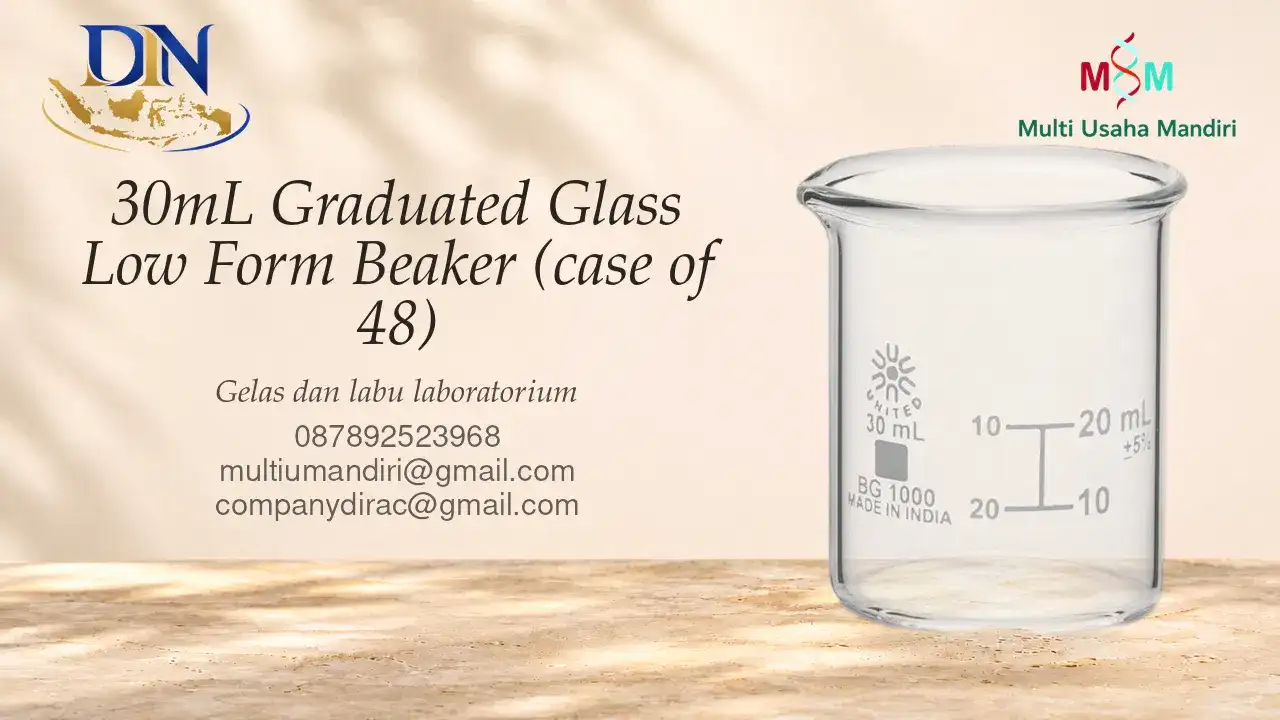 DIN
M M
Multi Usaha Mandiri
30mL Graduated Glass
Low Form Beaker (case of
48)
Gelas dan labu laboratorium
087892523968
multiumandiri@gmail.com
companydirac@gmail.com
UNITED
30 mL
BG 1000
MADE IN INDIA
10 20 mL
±5%
20 10